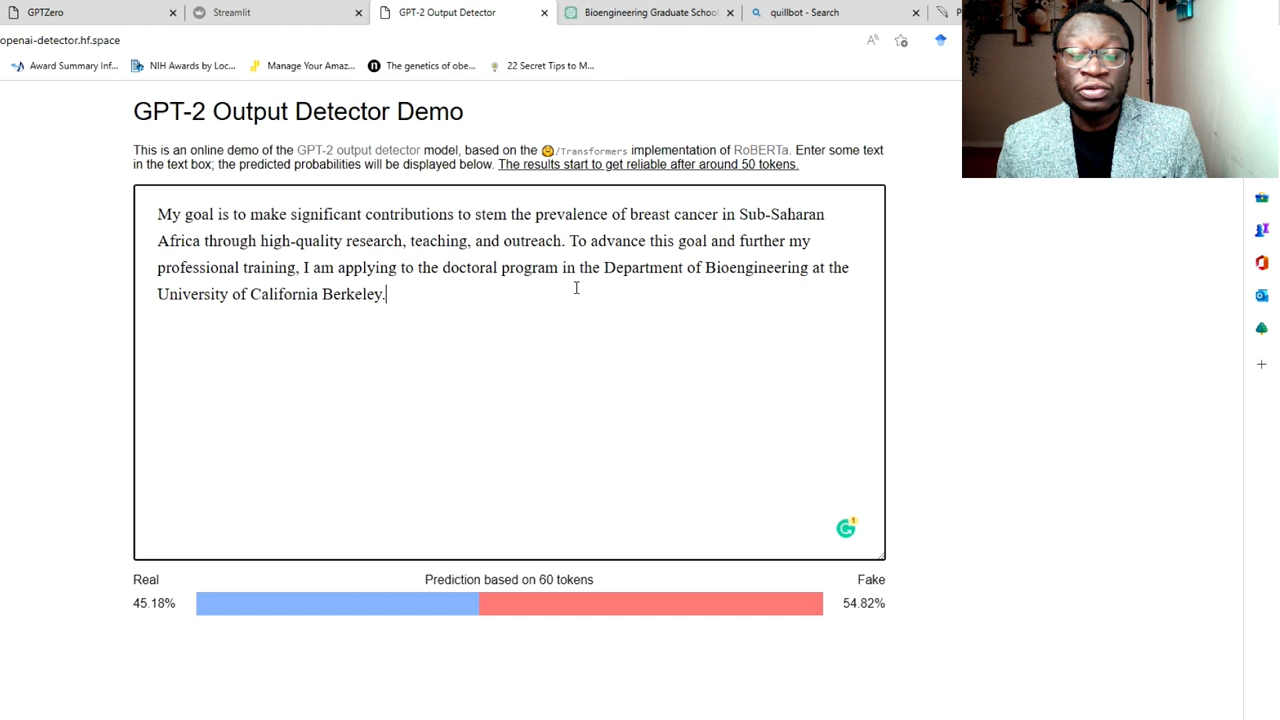 GPTZero
Streamlit
GPT-2 Output Detector
Bioengineering Graduate School
quillbot - Search
openai-detector.hf.space
Award Summary Inf...
NIH Awards by Loc...
Manage Your Amaz...
The genetics of obe...
22 Secret Tips to M...
GPT-2 Output Detector Demo
This is an online demo of the GPT-2 output detector model, based on the 🤗/Transformers implementation of RoBERTa. Enter some text
in the text box; the predicted probabilities will be displayed below. The results start to get reliable after around 50 tokens.
My goal is to make significant contributions to stem the prevalence of breast cancer in Sub-Saharan
Africa through high-quality research, teaching, and outreach. To advance this goal and further my
professional training, I am applying to the doctoral program in the Department of Bioengineering at the
University of California Berkeley.
1
Real
Prediction based on 60 tokens
Fake
45.18%
54.82%